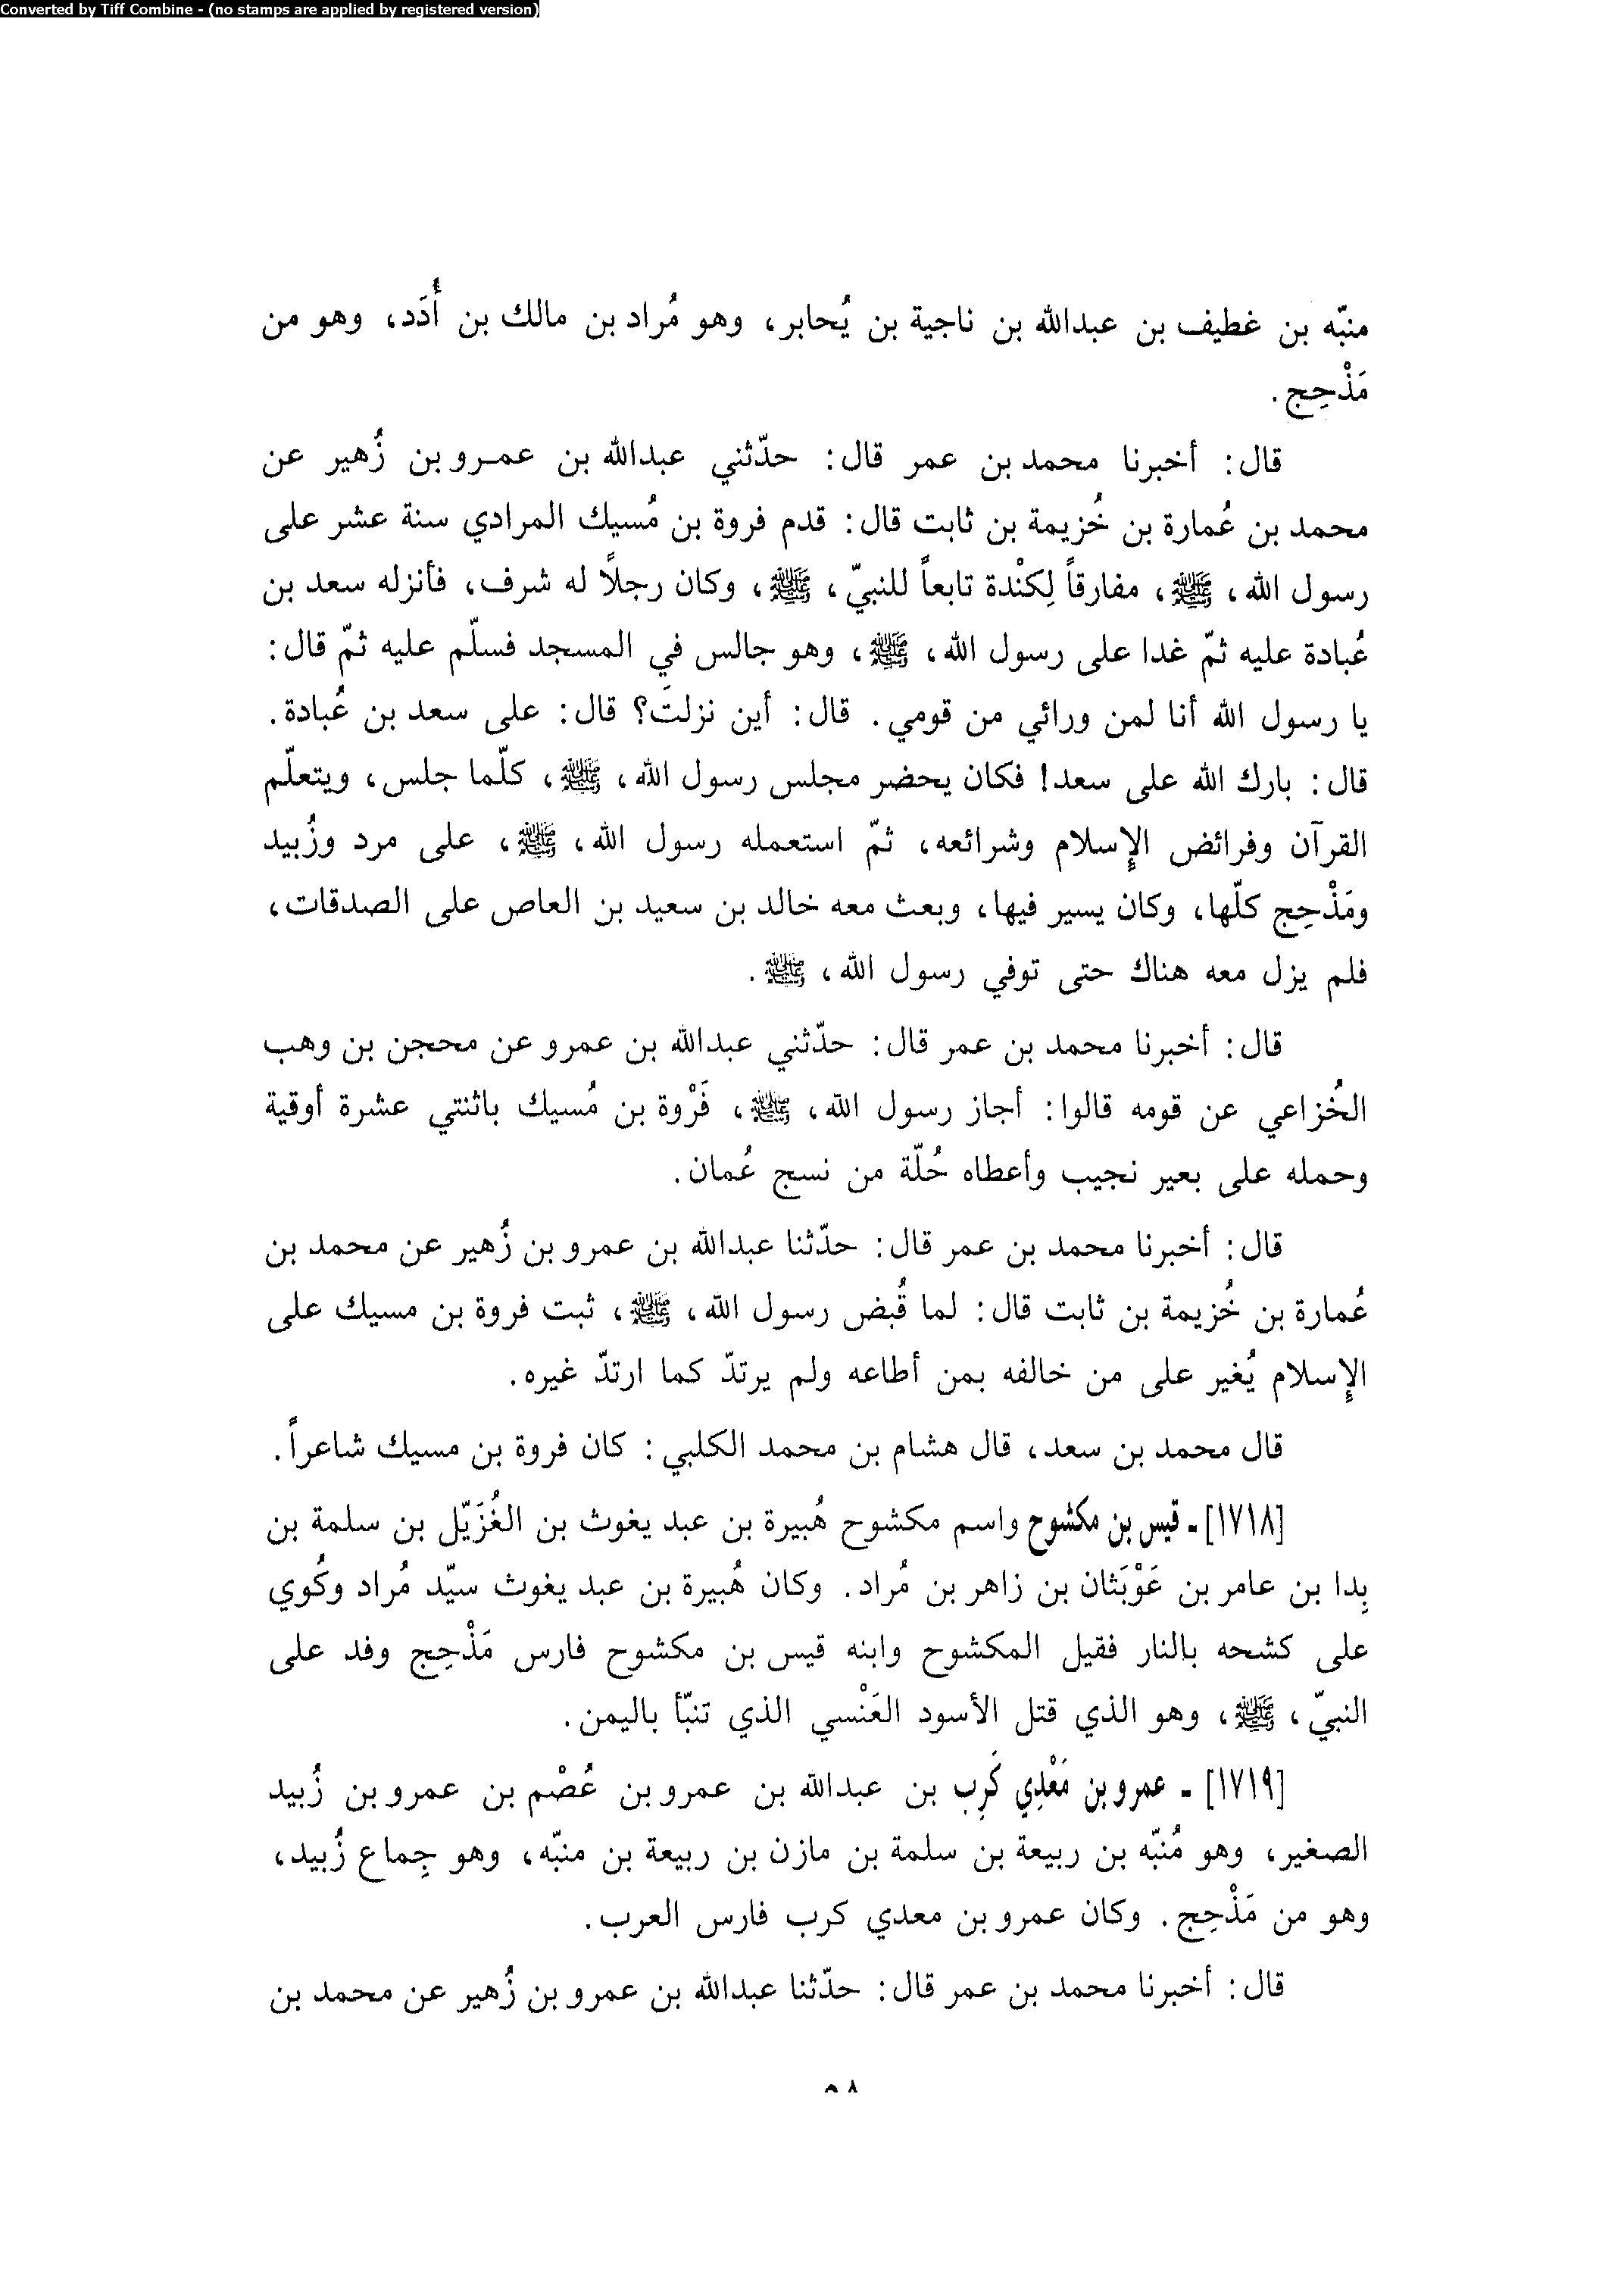 Converted by Tiff Combine - (no stamps are applied by registered version)
منبّه بن غطيف بن عبدالله بن ناجية بن يُحابر، وهو مُراد بن مالك بن أُدَد، وهو من
مَذْحِج.
قال: أخبرنا محمد بن عمر قال: حدّثني عبدالله بن عمـرو بن زُهير عن
محمد بن عُمارة بن خُزيمة بن ثابت قال: قدم فروة بن مُسيك المرادي سنة عشر على
رسول الله، ﷺ، مفارقاً لِكنْدة تابعاً للنبيّ، ﷺ، وكان رجلاً له شرف، فأنزله سعد بن
عُبادة عليه ثمّ غدا على رسول الله، ﷺ، وهو جالس في المسجد فسلّم عليه ثمّ قال:
يا رسول الله أنا لمن ورائي من قومي. قال: أين نزلتَ؟ قال: على سعد بن عُبادة.
قال: بارك الله على سعد! فكان يحضر مجلس رسول الله، ﷺ، كلّما جلس، ويتعلّم
القرآن وفرائض الإسلام وشرائعه، ثمّ استعمله رسول الله، ﷺ، على مرد وزُبيد
ومَذْحِج كلّها، وكان يسير فيها، وبعث معه خالد بن سعيد بن العاص على الصدقات،
فلم يزل معه هناك حتى توفي رسول الله، ﷺ.
قال: أخبرنا محمد بن عمر قال: حدّثني عبدالله بن عمرو عن محجن بن وهب
الخُزاعي عن قومه قالوا: أجاز رسول الله، ﷺ، فَرْوة بن مُسيك باثنتي عشرة أوقية
وحمله على بعير نجيب وأعطاه حُلّة من نسج عُمان.
قال: أخبرنا محمد بن عمر قال: حدّثنا عبدالله بن عمرو بن زُهير عن محمد بن
عُمارة بن خُزيمة بن ثابت قال: لما قُبض رسول الله، ﷺ، ثبت فروة بن مسيك على
الإسلام يُغير على من خالفه بمن أطاعه ولم يرتدّ كما ارتدّ غيره.
قال محمد بن سعد، قال هشام بن محمد الكلبي: كان فروة بن مسيك شاعراً.
[١٧١٨] ـ قيس بن مكشوح واسم مكشوح هُبيرة بن عبد يغوث بن الغُزَيّل بن سلمة بن
بِدا بن عامر بن عَوْبَثان بن زاهر بن مُراد. وكان هُبيرة بن عبد يغوث سيّد مُراد وكُوي
على كشحه بالنار فقيل المكشوح وابنه قيس بن مكشوح فارس مَذْحِج وفد على
النبيّ، ﷺ، وهو الذي قتل الأسود العَنْسي الذي تنبّأ باليمن.
[١٧١٩] ـ عمرو بن مَعْدِي كَرِب بن عبدالله بن عمرو بن عُصْم بن عمرو بن زُبيد
الصغير، وهو مُنبّه بن ربيعة بن سلمة بن مازن بن ربيعة بن منبّه، وهو جِماع زُبيد،
وهو من مَذْحِج. وكان عمرو بن معدي كرب فارس العرب.
قال: أخبرنا محمد بن عمر قال: حدّثنا عبدالله بن عمرو بن زُهير عن محمد بن